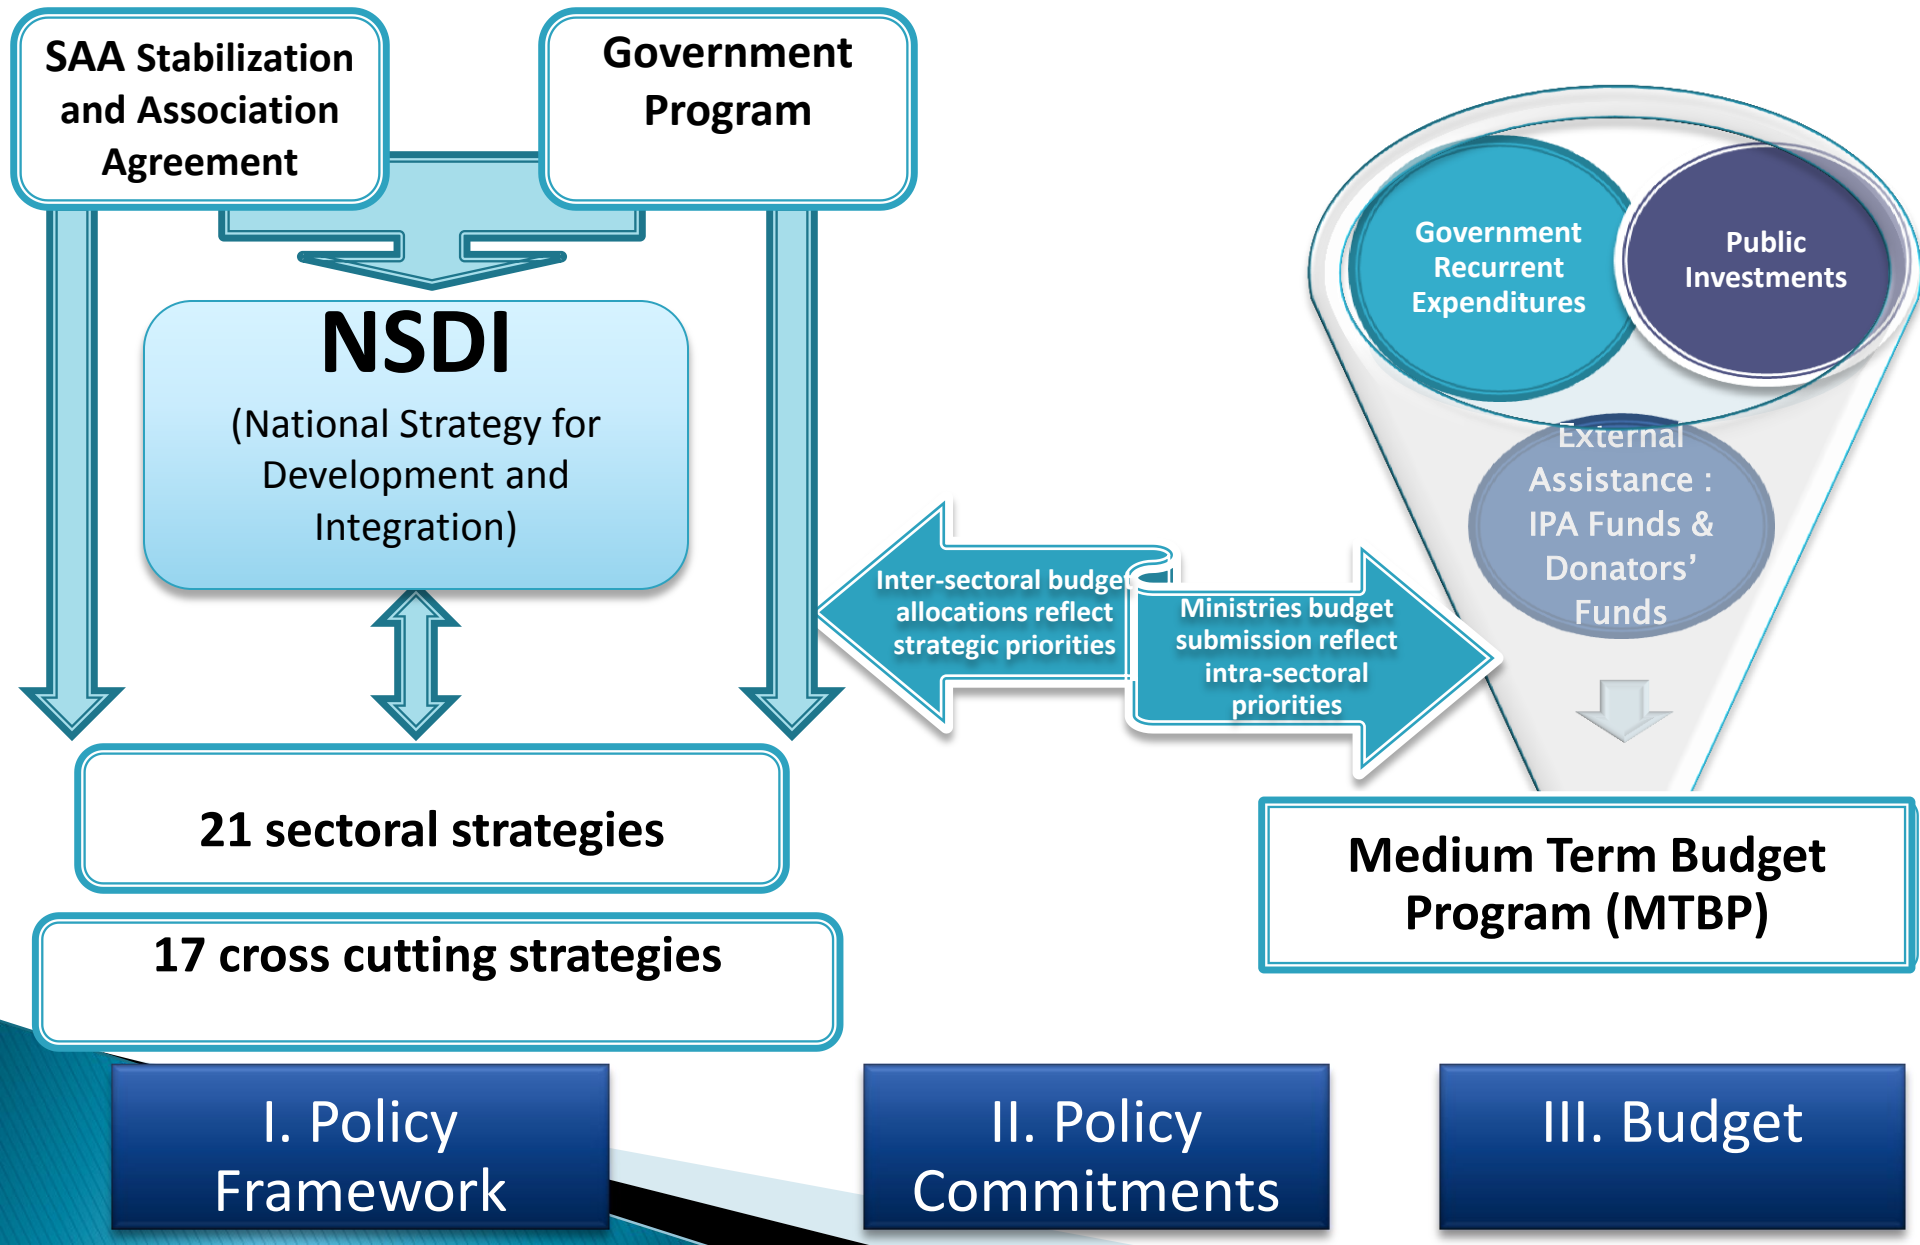 SAA Stabilization
and Association
Agreement
Government
Program
NSDI
(National Strategy for
Development and
Integration)
21 sectoral strategies
17 cross cutting strategies
Inter-sectoral budget
allocations reflect
strategic priorities
Ministries budget
submission reflect
intra-sectoral
priorities
Government
Recurrent
Expenditures
Public
Investments
External
Assistance :
IPA Funds &
Donators’
Funds
Medium Term Budget
Program (MTBP)
I. Policy
Framework
II. Policy
Commitments
III. Budget